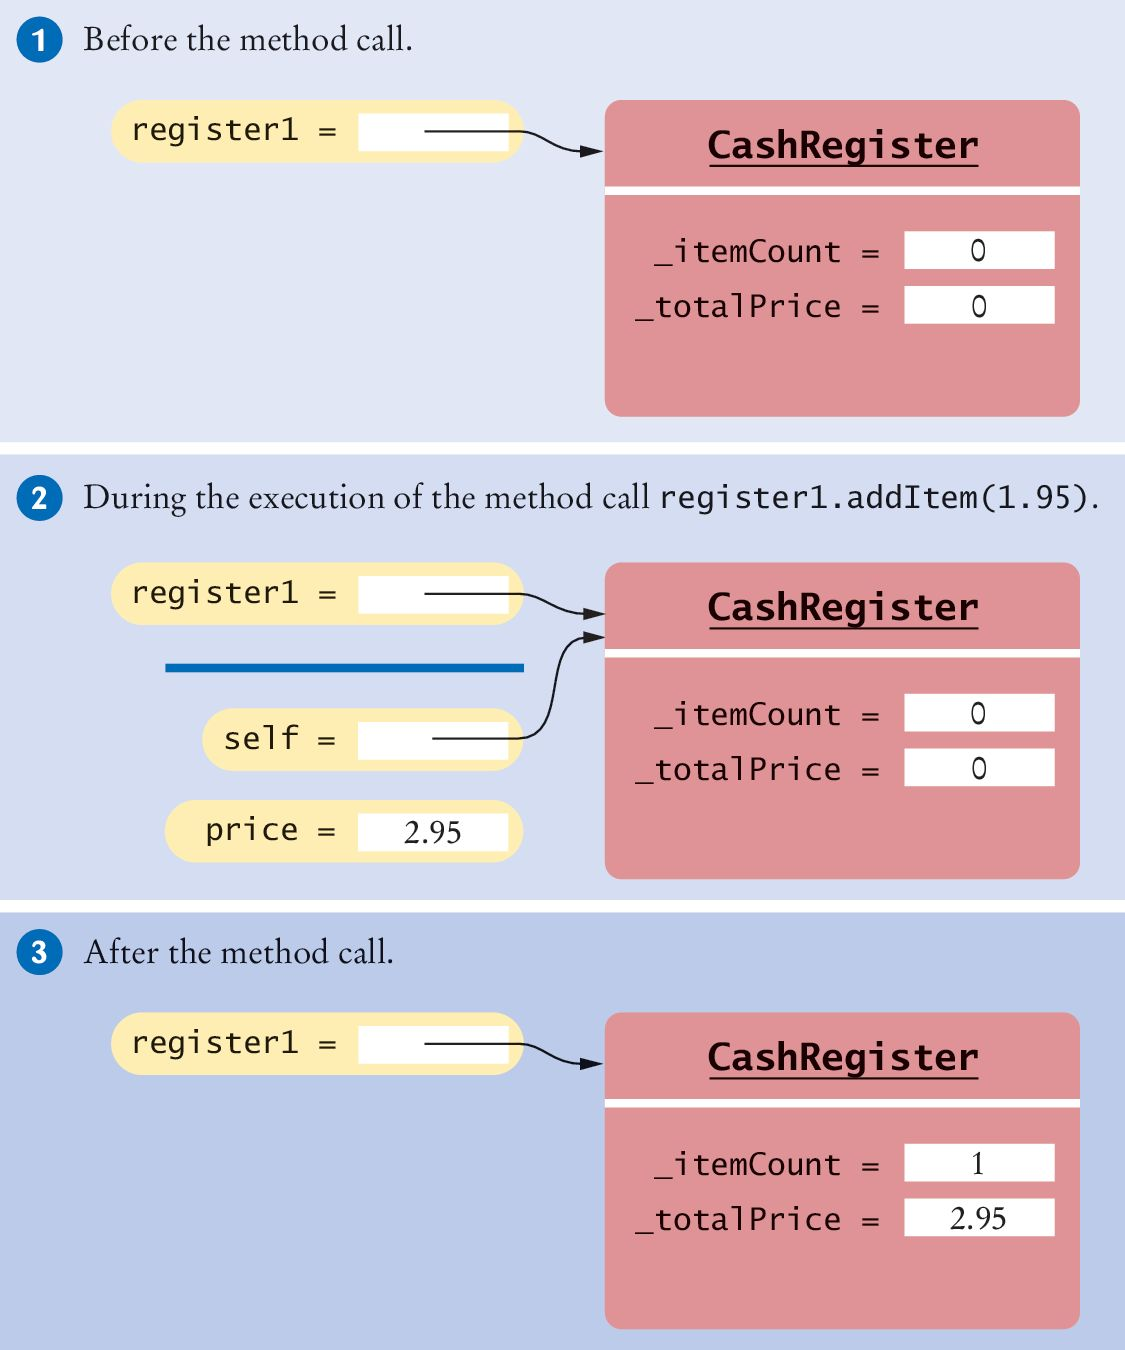 1 Before the method call.
register1 =
CashRegister
_itemCount = 0
_totalPrice = 0
2 During the execution of the method call register1.addItem(1.95).
register1 =
CashRegister
self =
price = 2.95
_itemCount = 0
_totalPrice = 0
3 After the method call.
register1 =
CashRegister
_itemCount = 1
_totalPrice = 2.95